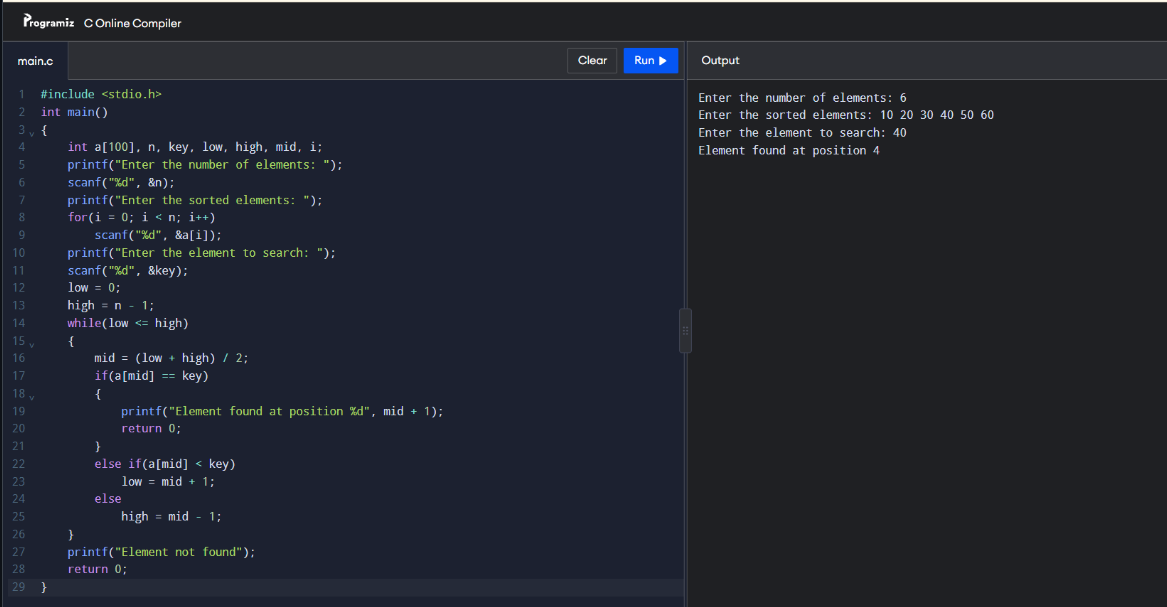 Programiz C Online Compiler
main.c
Clear
Run
Output
1 #include <stdio.h>
2 int main()
3 {
4     int a[100], n, key, low, high, mid, i;
5     printf("Enter the number of elements: ");
6     scanf("%d", &n);
7     printf("Enter the sorted elements: ");
8     for(i = 0; i < n; i++)
9         scanf("%d", &a[i]);
10     printf("Enter the element to search: ");
11     scanf("%d", &key);
12     low = 0;
13     high = n - 1;
14     while(low <= high)
15     {
16         mid = (low + high) / 2;
17         if(a[mid] == key)
18         {
19             printf("Element found at position %d", mid + 1);
20             return 0;
21         }
22         else if(a[mid] < key)
23             low = mid + 1;
24         else
25             high = mid - 1;
26     }
27     printf("Element not found");
28     return 0;
29 }
Enter the number of elements: 6
Enter the sorted elements: 10 20 30 40 50 60
Enter the element to search: 40
Element found at position 4